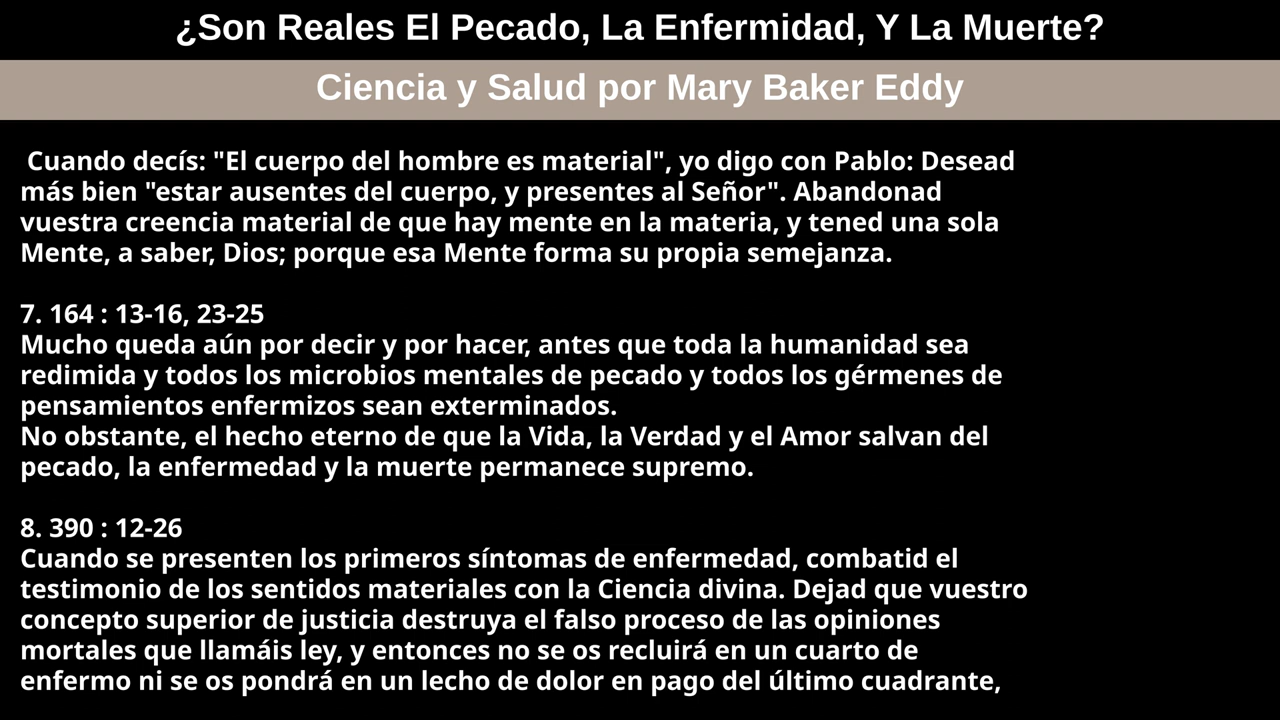 ¿Son Reales El Pecado, La Enfermidad, Y La Muerte?
Ciencia y Salud por Mary Baker Eddy
Cuando decís: "El cuerpo del hombre es material", yo digo con Pablo: Desead
más bien "estar ausentes del cuerpo, y presentes al Señor". Abandonad
vuestra creencia material de que hay mente en la materia, y tened una sola
Mente, a saber, Dios; porque esa Mente forma su propia semejanza.
7. 164 : 13-16, 23-25
Mucho queda aún por decir y por hacer, antes que toda la humanidad sea
redimida y todos los microbios mentales de pecado y todos los gérmenes de
pensamientos enfermizos sean exterminados.
No obstante, el hecho eterno de que la Vida, la Verdad y el Amor salvan del
pecado, la enfermedad y la muerte permanece supremo.
8. 390 : 12-26
Cuando se presenten los primeros síntomas de enfermedad, combatid el
testimonio de los sentidos materiales con la Ciencia divina. Dejad que vuestro
concepto superior de justicia destruya el falso proceso de las opiniones
mortales que llamáis ley, y entonces no se os recluirá en un cuarto de
enfermo ni se os pondrá en un lecho de dolor en pago del último cuadrante,